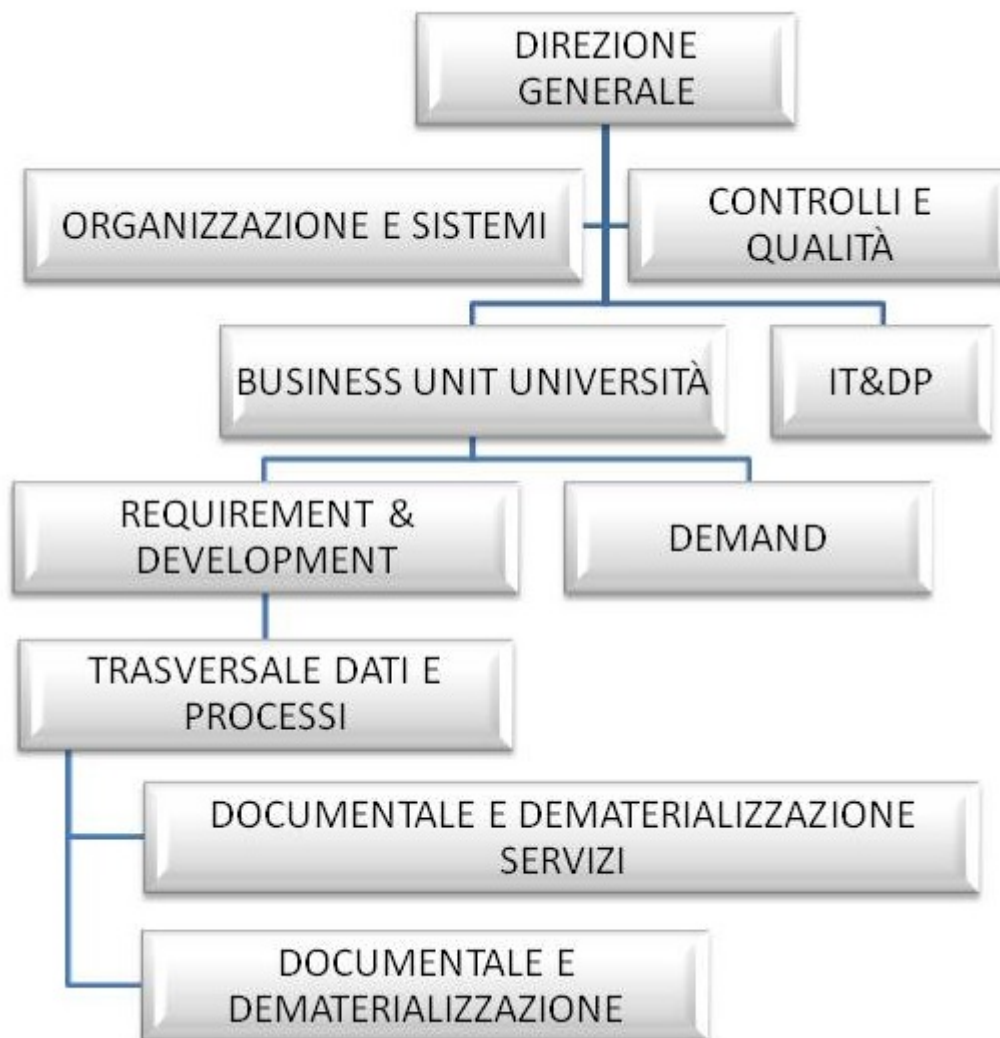 DIREZIONE
GENERALE
ORGANIZZAZIONE E SISTEMI
CONTROLLI E
QUALITÀ
BUSINESS UNIT UNIVERSITÀ
IT&DP
REQUIREMENT &
DEVELOPMENT
DEMAND
TRASVERSALE DATI E
PROCESSI
DOCUMENTALE E DEMATERIALIZZAZIONE
SERVIZI
DOCUMENTALE E
DEMATERIALIZZAZIONE